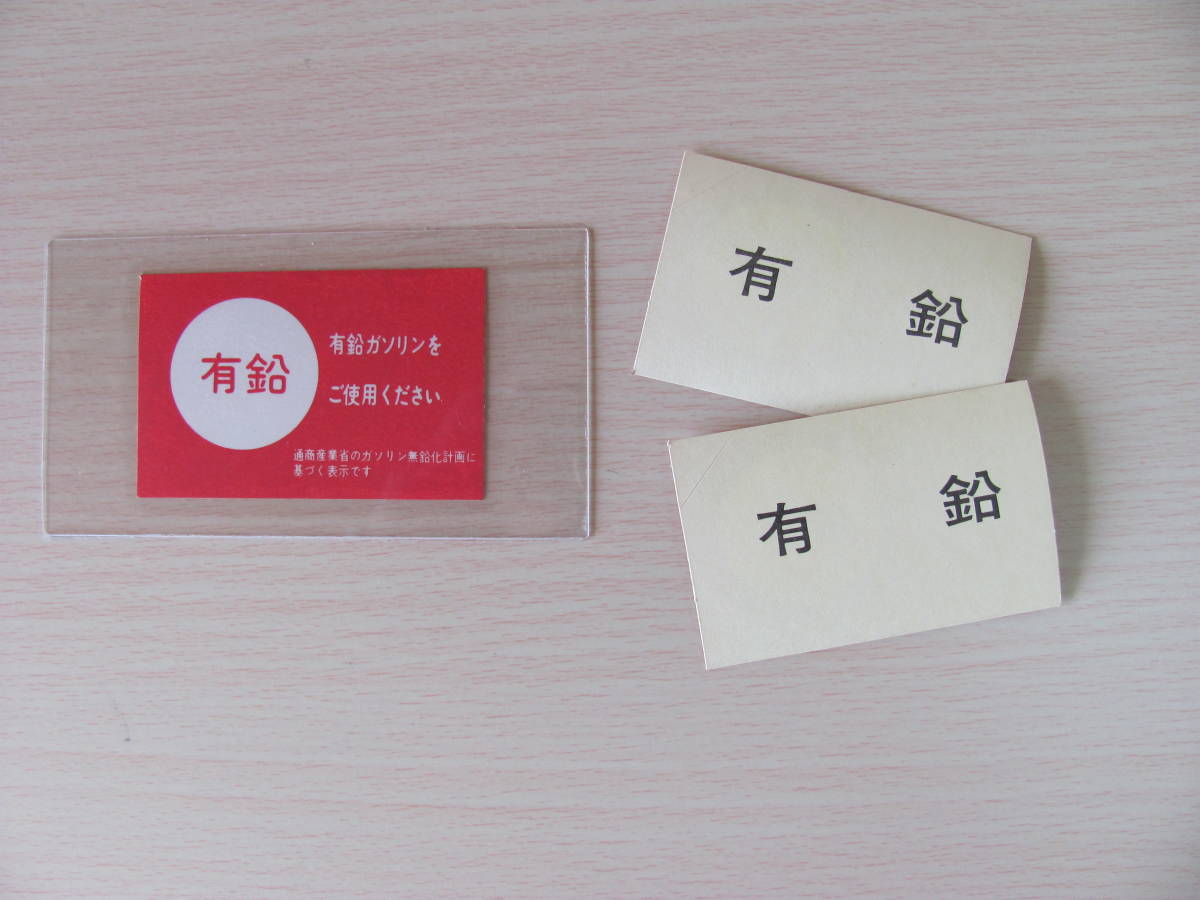 有鉛
有鉛ガソリンを
ご使用ください
通商産業省のガソリン無鉛化計画に
基づく表示です
有 鉛
有 鉛